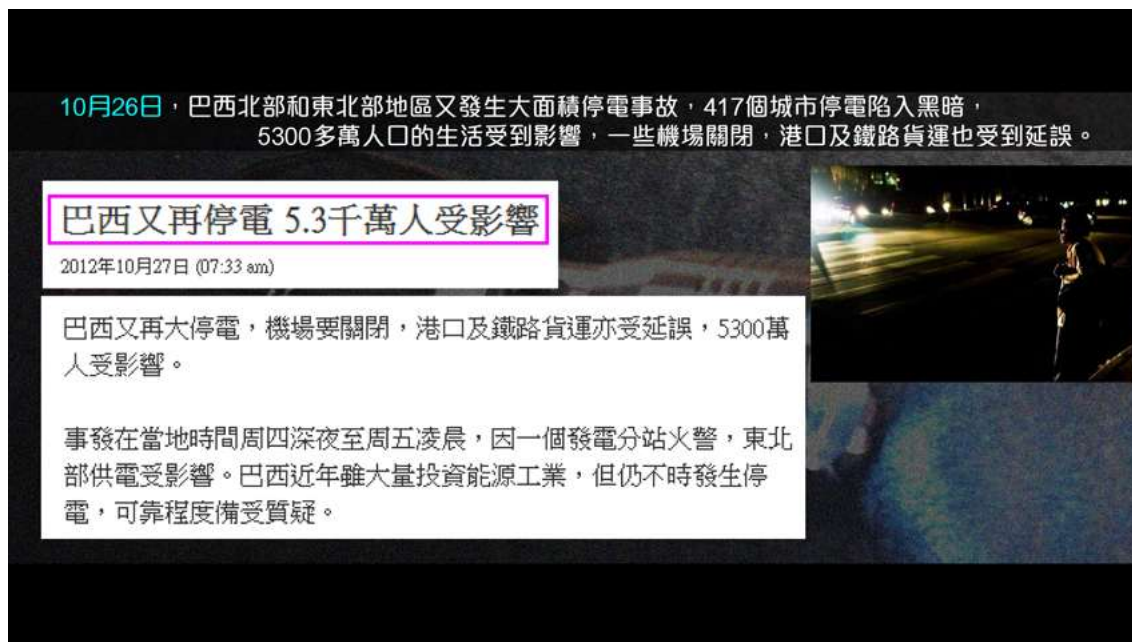 10月26日，巴西北部和東北部地區又發生大面積停電事故，417個城市停電陷入黑暗，
5300多萬人口的生活受到影響，一些機場關閉，港口及鐵路貨運也受到延誤。
巴西又再停電 5.3千萬人受影響
2012年10月27日 (07:33 am)
巴西又再大停電，機場要關閉，港口及鐵路貨運亦受延誤，5300萬
人受影響。
事發在當地時間周四深夜至周五凌晨，因一個發電分站火警，東北
部供電受影響。巴西近年雖大量投資能源工業，但仍不時發生停
電，可靠程度備受質疑。